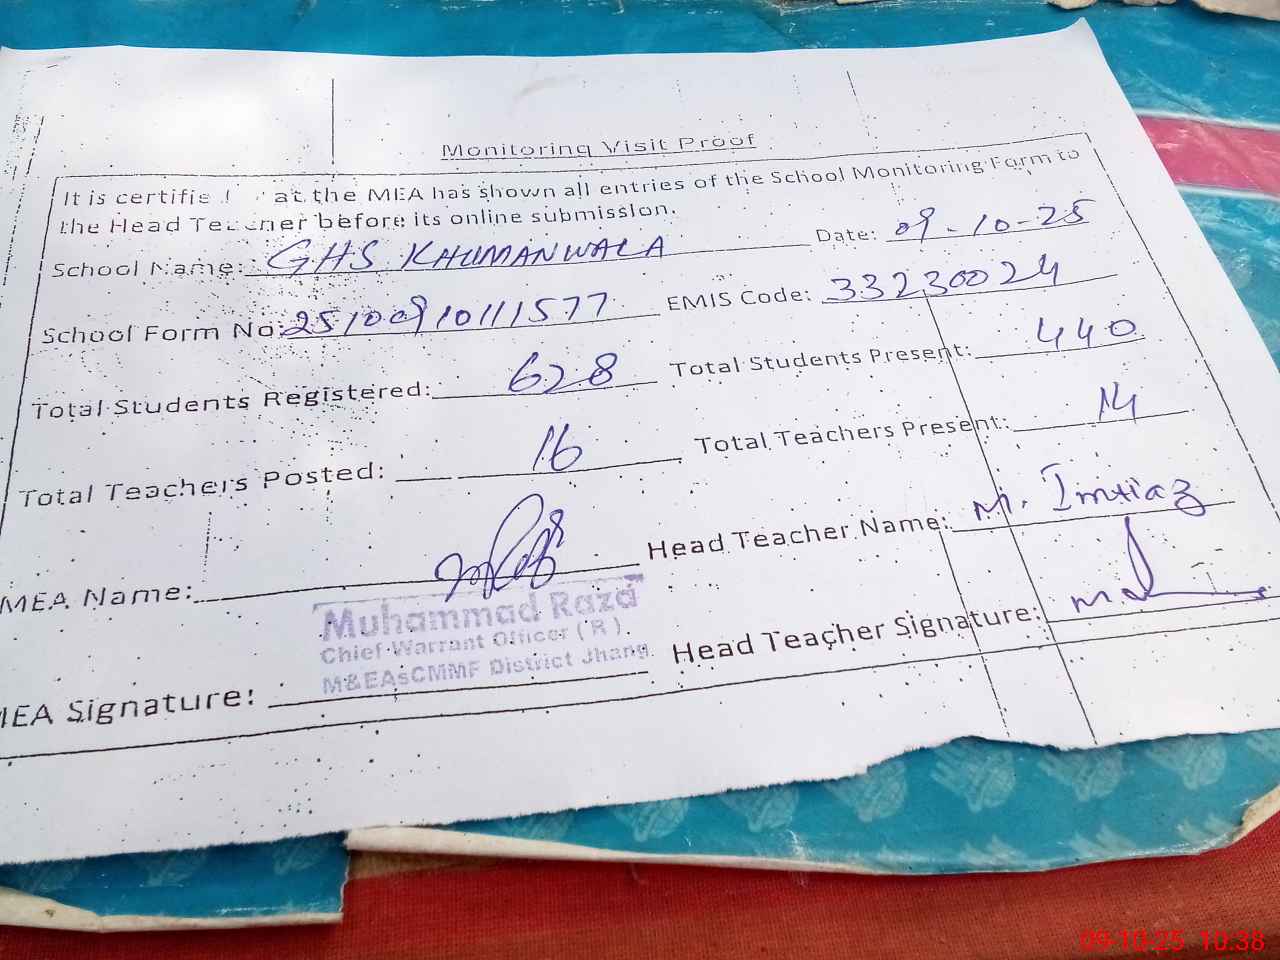 Monitoring Visit Proof
It is certifie at the MEA has shown all entries of the School Monitoring Form to
the Head Teacher before its online submission.
School Name: GHS KHUMANWALA Date: 09-10-25
School Form No: 2510091011577 EMIS Code: 33230024
Total Students Registered: 628 Total Students Present: 440
Total Teachers Posted: 16 Total Teachers Present: 14
MEA Name: Head Teacher Name: M. Imtiaz
Muhammad Raza
Chief Warrant Officer (R)
M&EAsCMMF District Jhang
MEA Signature: Head Teacher Signature:
09-10-25 10:38